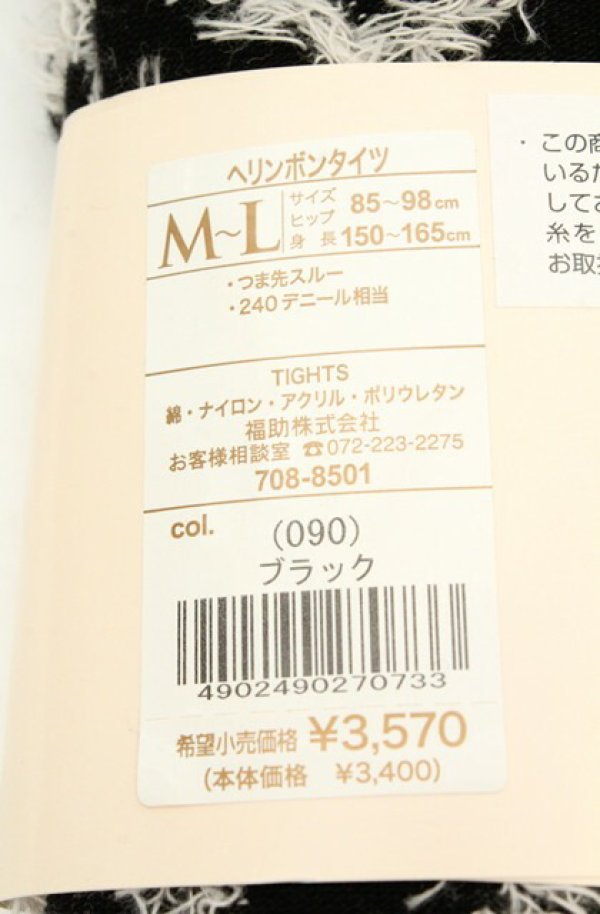 ヘリンボンタイツ
M~L
サイズ
ヒップ 85~98cm
身長 150~165cm
・つま先スルー
・240デニール相当
TIGHTS
綿・ナイロン・アクリル・ポリウレタン
福助株式会社
お客様相談室 ☎072-223-2275
708-8501
col.
(090)
ブラック
4902490270733
希望小売価格 ¥3,570
(本体価格 ¥3,400)
・この商
いるた
してお
糸を
お取扱